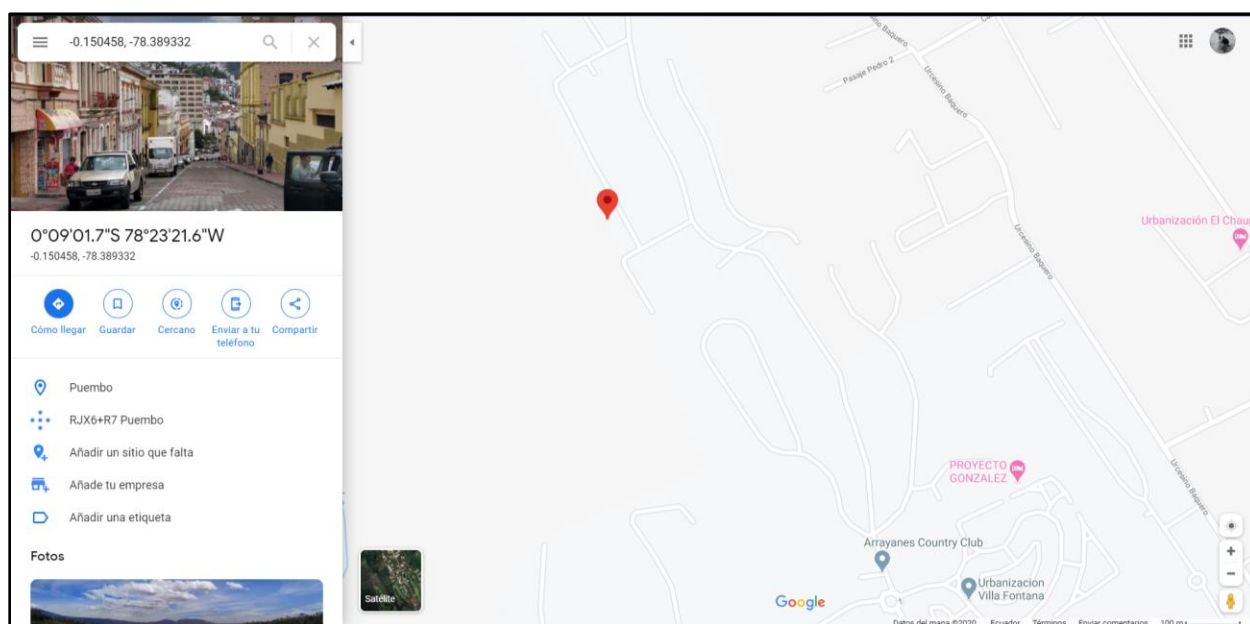 -0.150458, -78.389332
0°09'01.7"S 78°23'21.6"W
-0.150458, -78.389332
Cómo llegar
Guardar
Cercano
Enviar a tu
teléfono
Compartir
Puembo
RJX6+R7 Puembo
Añadir un sitio que falta
Añade tu empresa
Añadir una etiqueta
Fotos
Satélite
Baquero
Pasaje Pedro 2
Urcesino Baquero
Urcesino Baquero
Urbanización El Chaup
PROYECTO
GONZALEZ
Urcesino Baquero
Arrayanes Country Club
Urbanizacion
Villa Fontana
Google
Datos del mapa ©2020 Ecuador Términos Enviar comentarios 100 m